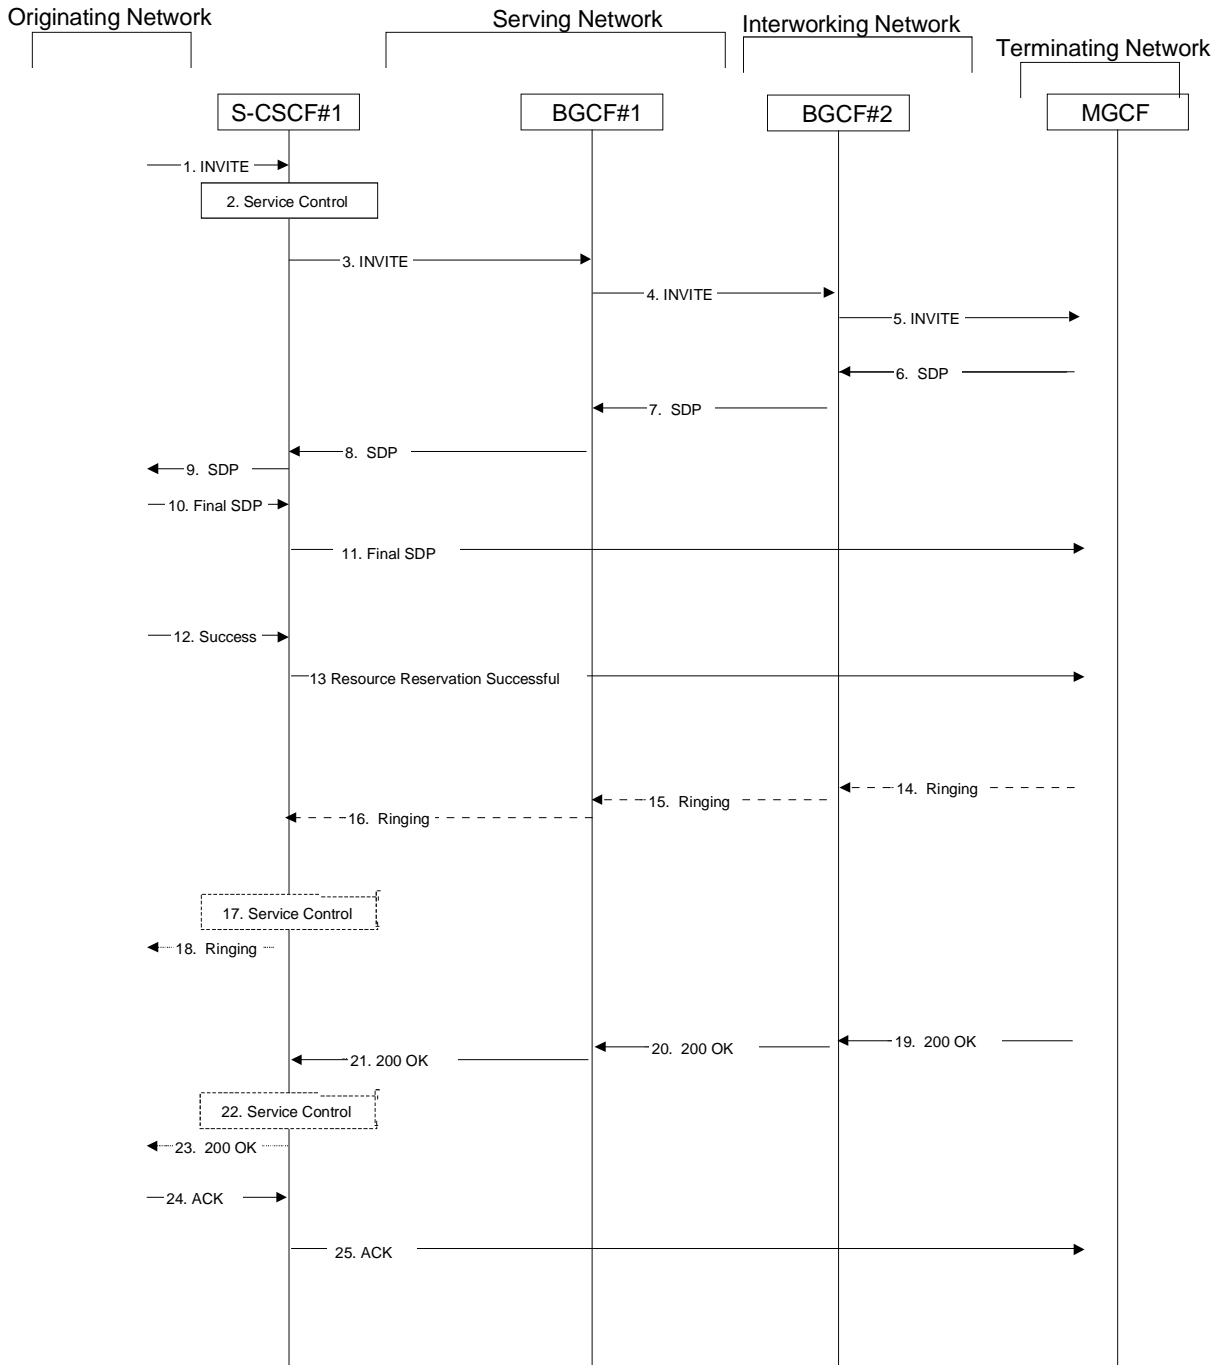 Originating Network
Serving Network
Interworking Network
Terminating Network
S-CSCF#1
BGCF#1
BGCF#2
MGCF
1. INVITE
2. Service Control
3. INVITE
4. INVITE
5. INVITE
6. SDP
7. SDP
8. SDP
9. SDP
10. Final SDP
11. Final SDP
12. Success
13 Resource Reservation Successful
14. Ringing
15. Ringing
16. Ringing
17. Service Control
18. Ringing
19. 200 OK
20. 200 OK
21. 200 OK
22. Service Control
23. 200 OK
24. ACK
25. ACK